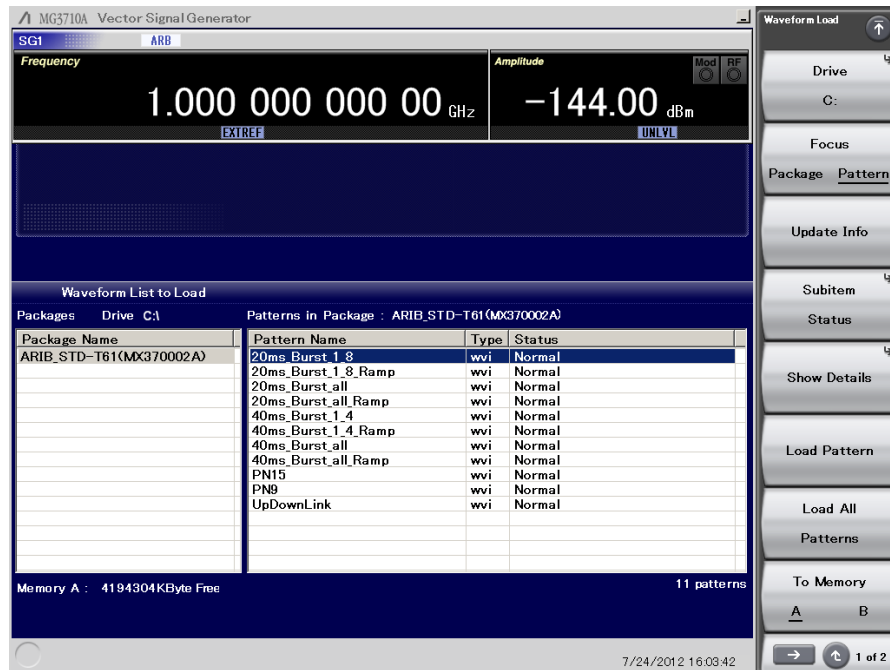 MG3710A Vector Signal Generator
SG1 ARB
Frequency
1.000 000 000 00 GHz
EXTREF
Amplitude
Mod RF
-144.00 dBm
UNLVL
Waveform List to Load
Packages Drive C:\
Patterns in Package : ARIB_STD-T61(MX370002A)
Package Name
ARIB_STD-T61(MX370002A)
Pattern Name Type Status
20ms_Burst_1_8 wvi Normal
20ms_Burst_1_8_Ramp wvi Normal
20ms_Burst_all wvi Normal
20ms_Burst_all_Ramp wvi Normal
40ms_Burst_1_4 wvi Normal
40ms_Burst_1_4_Ramp wvi Normal
40ms_Burst_all wvi Normal
40ms_Burst_all_Ramp wvi Normal
PN15 wvi Normal
PN9 wvi Normal
UpDownLink wvi Normal
Memory A : 4194304KByte Free
11 patterns
7/24/2012 16:03:42
Waveform Load
Drive
C:
Focus
Package Pattern
Update Info
Subitem
Status
Show Details
Load Pattern
Load All
Patterns
To Memory
A B
1 of 2